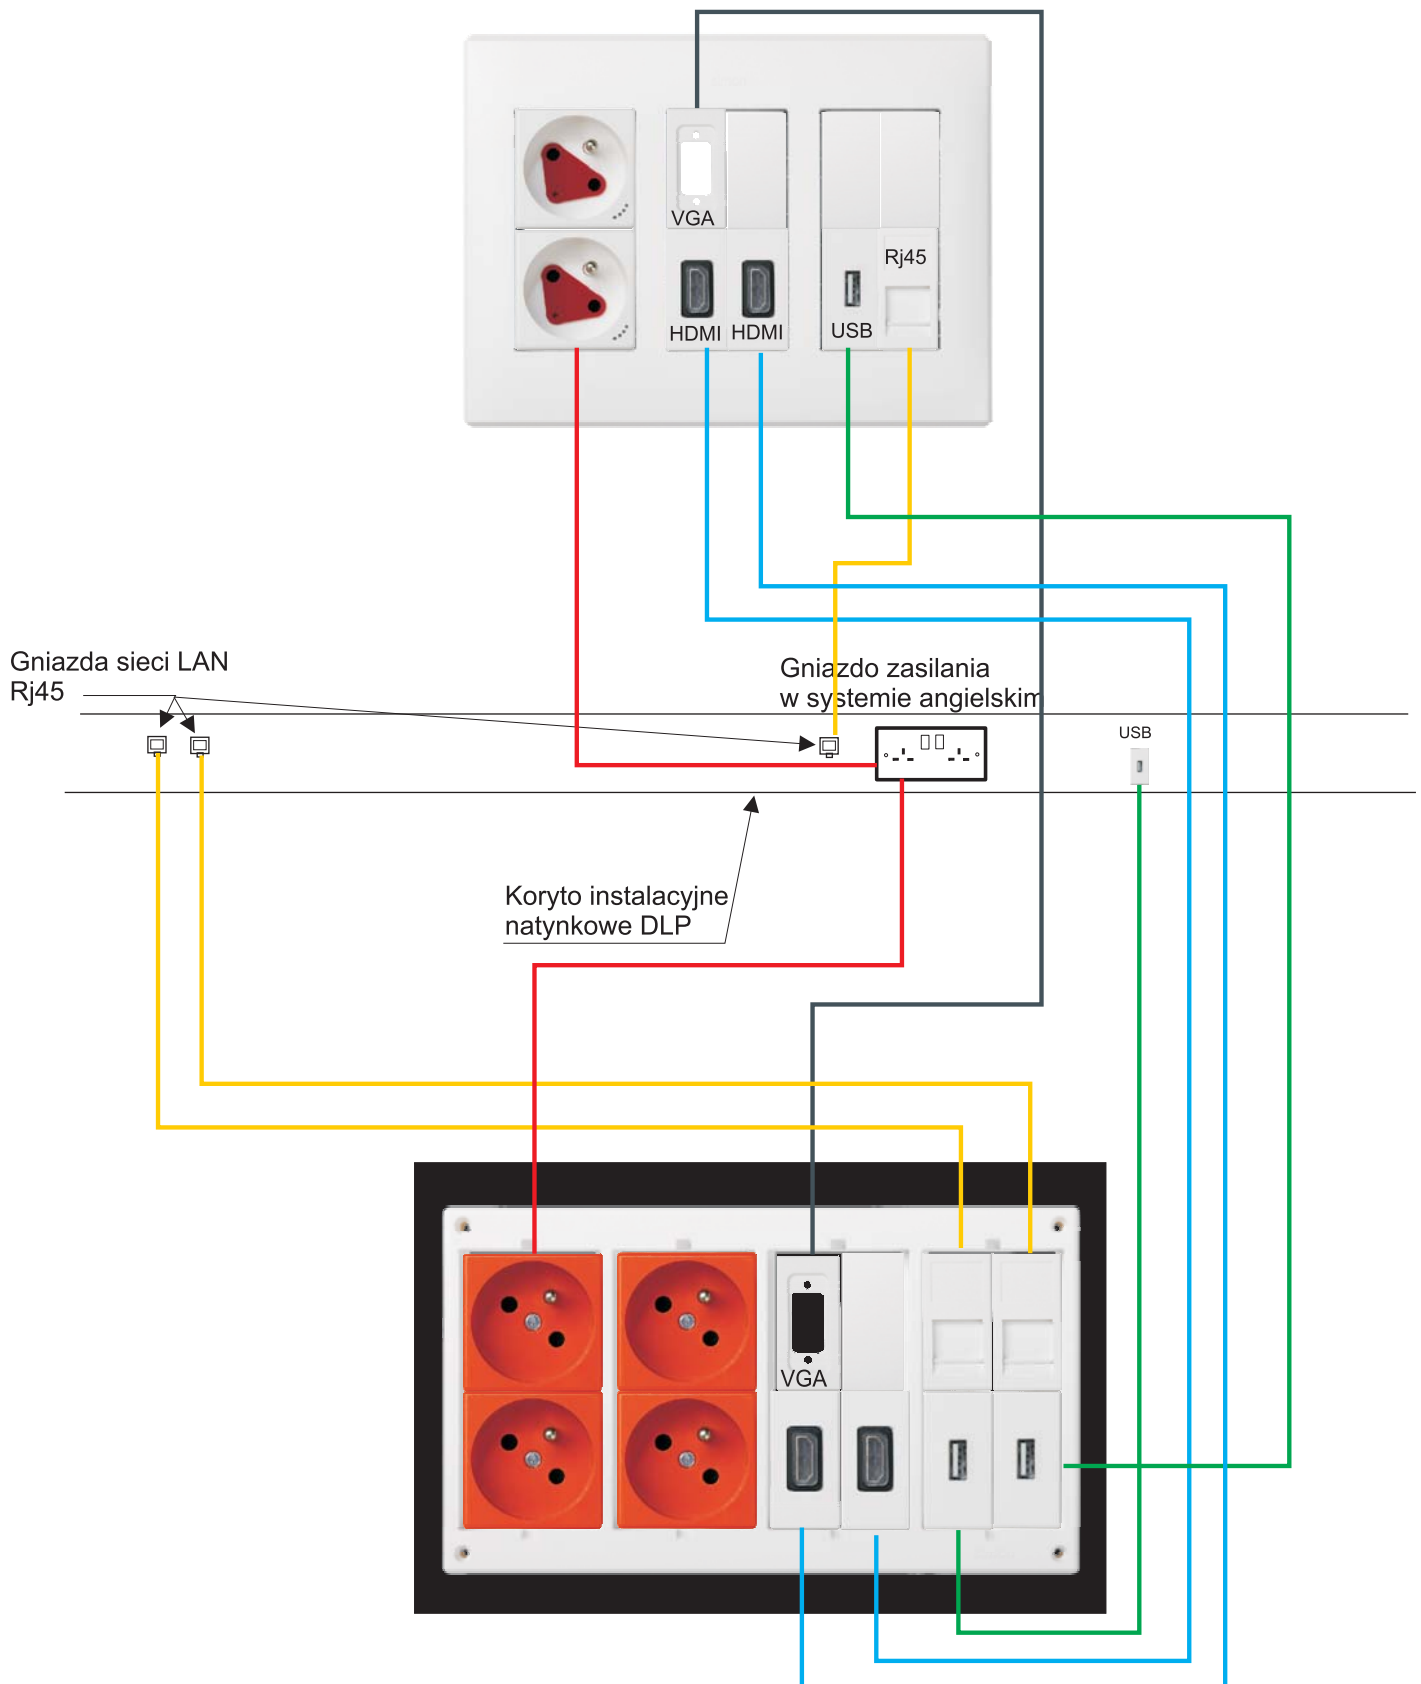 VGA
Rj45
HDMI
HDMI
USB
Gniazda sieci LAN
Rj45
Gniazdo zasilania
w systemie angielskim
USB
Koryto instalacyjne
natynkowe DLP
VGA